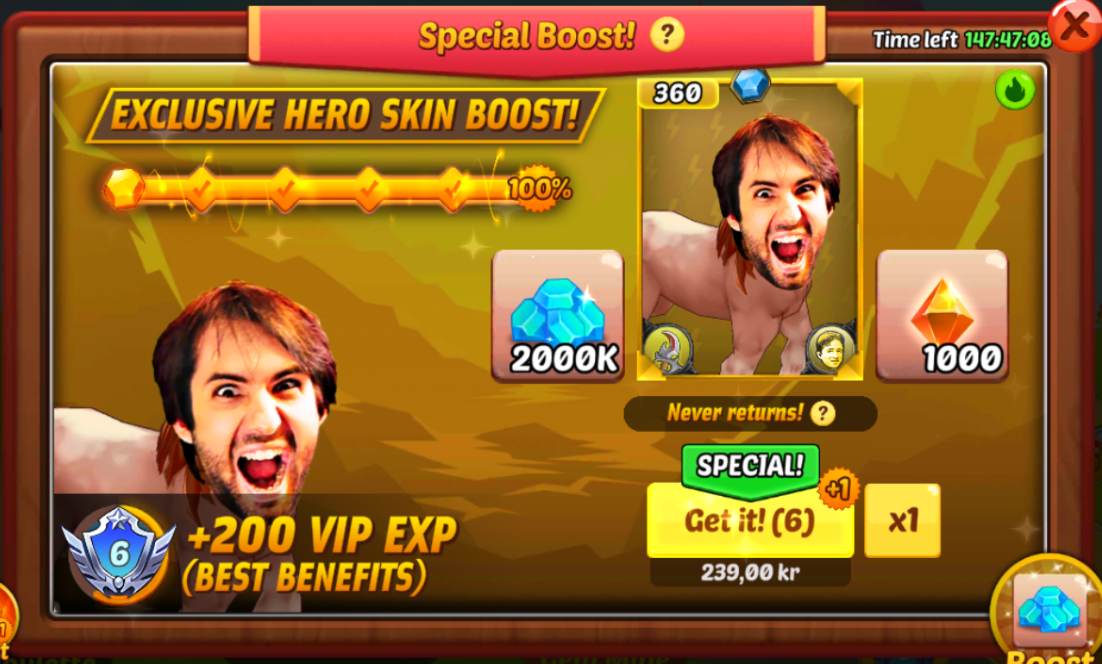 Special Boost! ?
Time left 147:47:08
EXCLUSIVE HERO SKIN BOOST!
360
100%
2000K
1000
Never returns! ?
SPECIAL!
+1
Get it! (6)
x1
239,00 kr
6
+200 VIP EXP
(BEST BENEFITS)
Boost